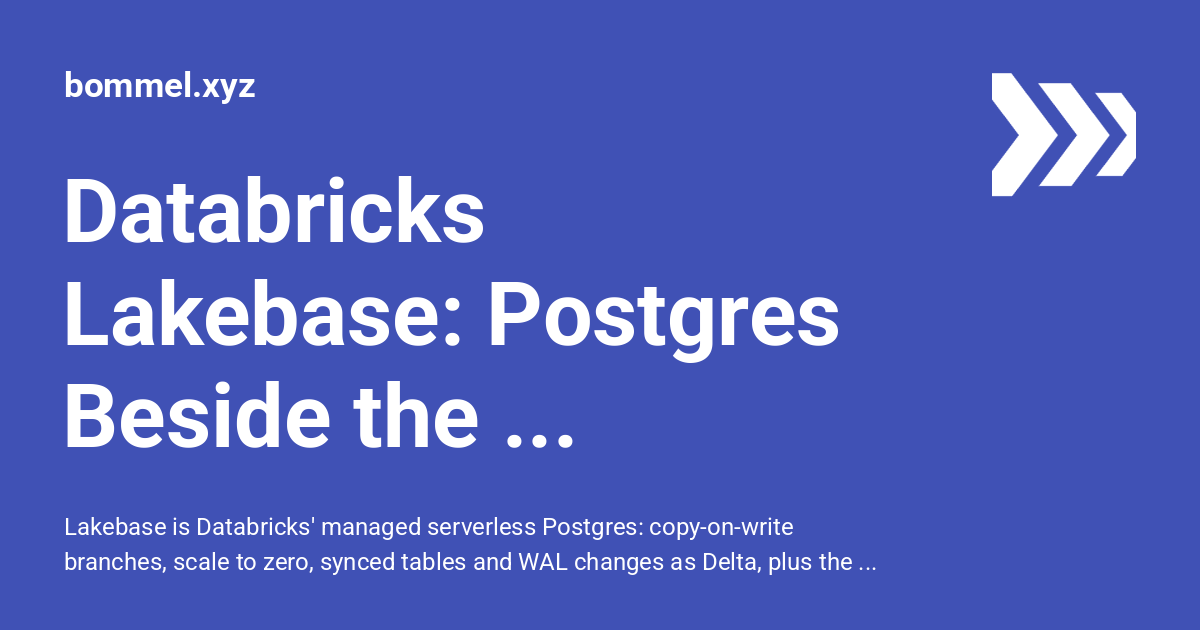 bommel.xyz
Databricks
Lakebase: Postgres
Beside the ...
Lakebase is Databricks' managed serverless Postgres: copy-on-write
branches, scale to zero, synced tables and WAL changes as Delta, plus the ...